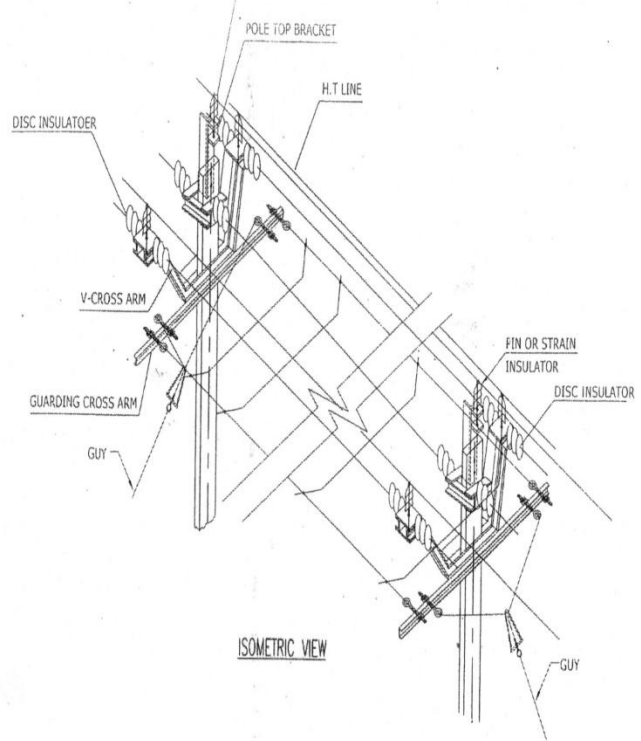 POLE TOP BRACKET
H.T LINE
DISC INSULATOER
V-CROSS ARM
GUARDING CROSS ARM
GUY
FIN OR STRAIN
INSULATOR
DISC INSULATOR
ISOMETRIC VIEW
GUY